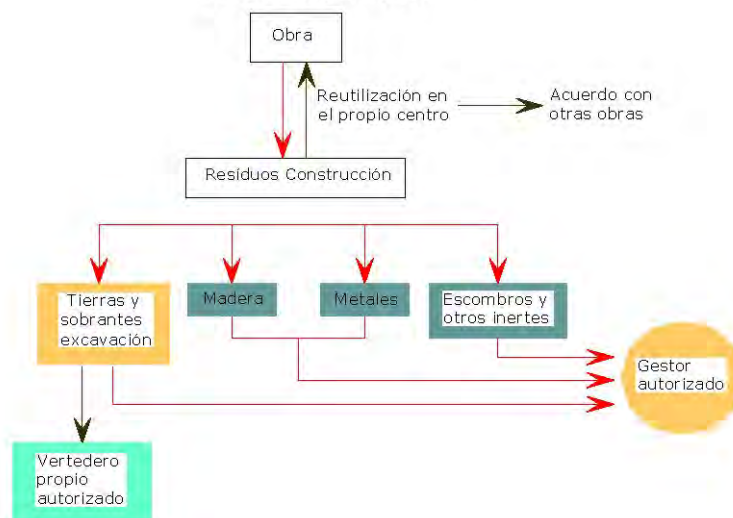 Obra
Reutilización en
el propio centro
Acuerdo con
otras obras
Resíduos Construcción
Tierras y
sobrantes
excavación
Madera
Metales
Escombros y
otros inertes
Gestor
autorizado
Vertedero
propio
autorizado